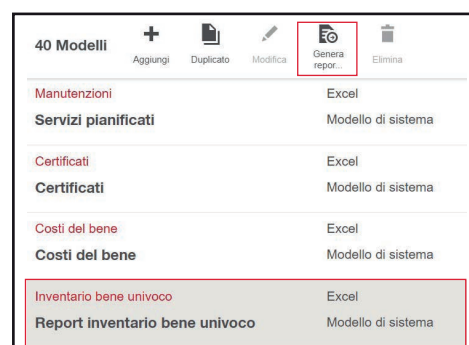 40 Modelli
Aggiungi
Duplicato
Modifica
Genera
repor...
Elimina
Manutenzioni Excel
Servizi pianificati Modello di sistema
Certificati Excel
Certificati Modello di sistema
Costi del bene Excel
Costi del bene Modello di sistema
Inventario bene univoco Excel
Report inventario bene univoco Modello di sistema